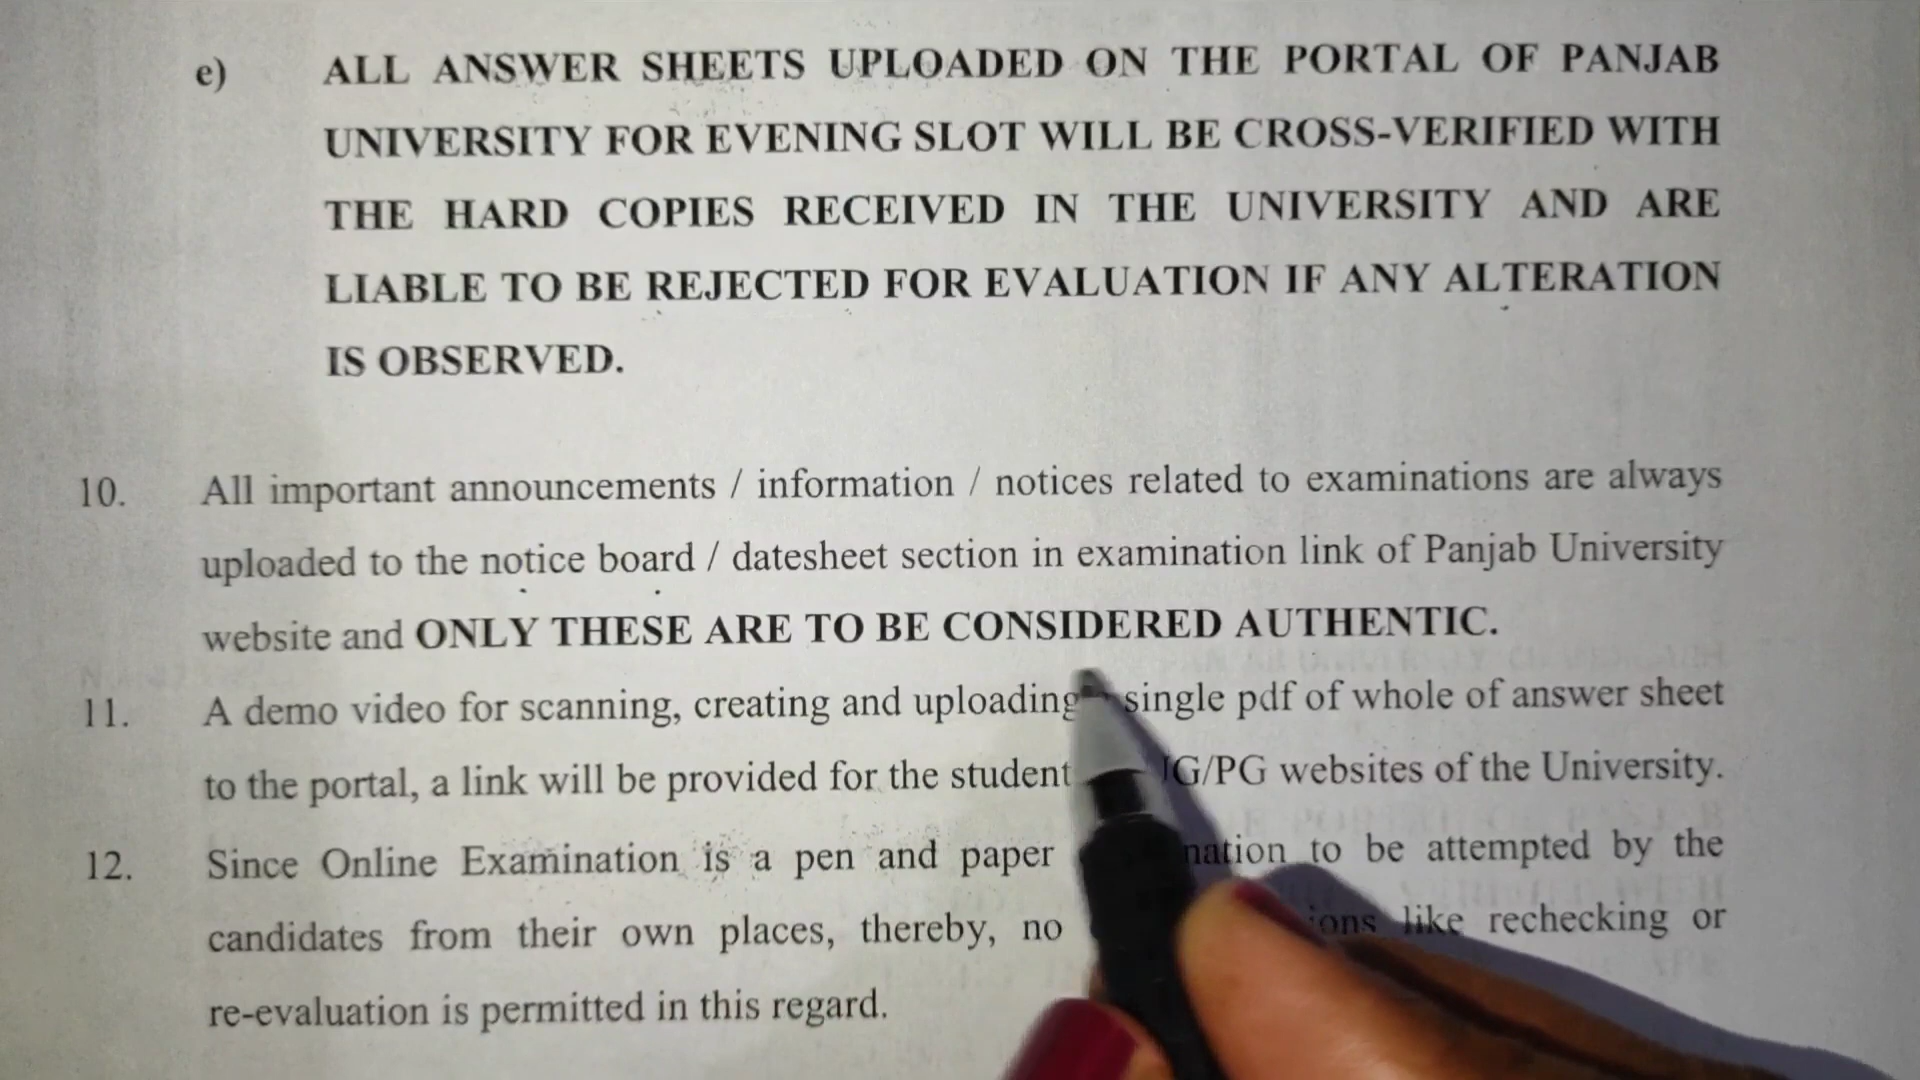 e) ALL ANSWER SHEETS UPLOADED ON THE PORTAL OF PANJAB
UNIVERSITY FOR EVENING SLOT WILL BE CROSS-VERIFIED WITH
THE HARD COPIES RECEIVED IN THE UNIVERSITY AND ARE
LIABLE TO BE REJECTED FOR EVALUATION IF ANY ALTERATION
IS OBSERVED.
10. All important announcements / information / notices related to examinations are always
uploaded to the notice board / datesheet section in examination link of Panjab University
website and ONLY THESE ARE TO BE CONSIDERED AUTHENTIC.
11. A demo video for scanning, creating and uploading single pdf of whole of answer sheet
to the portal, a link will be provided for the student G/PG websites of the University.
12. Since Online Examination is a pen and paper nation to be attempted by the
candidates from their own places, thereby, no ions like rechecking or
re-evaluation is permitted in this regard.